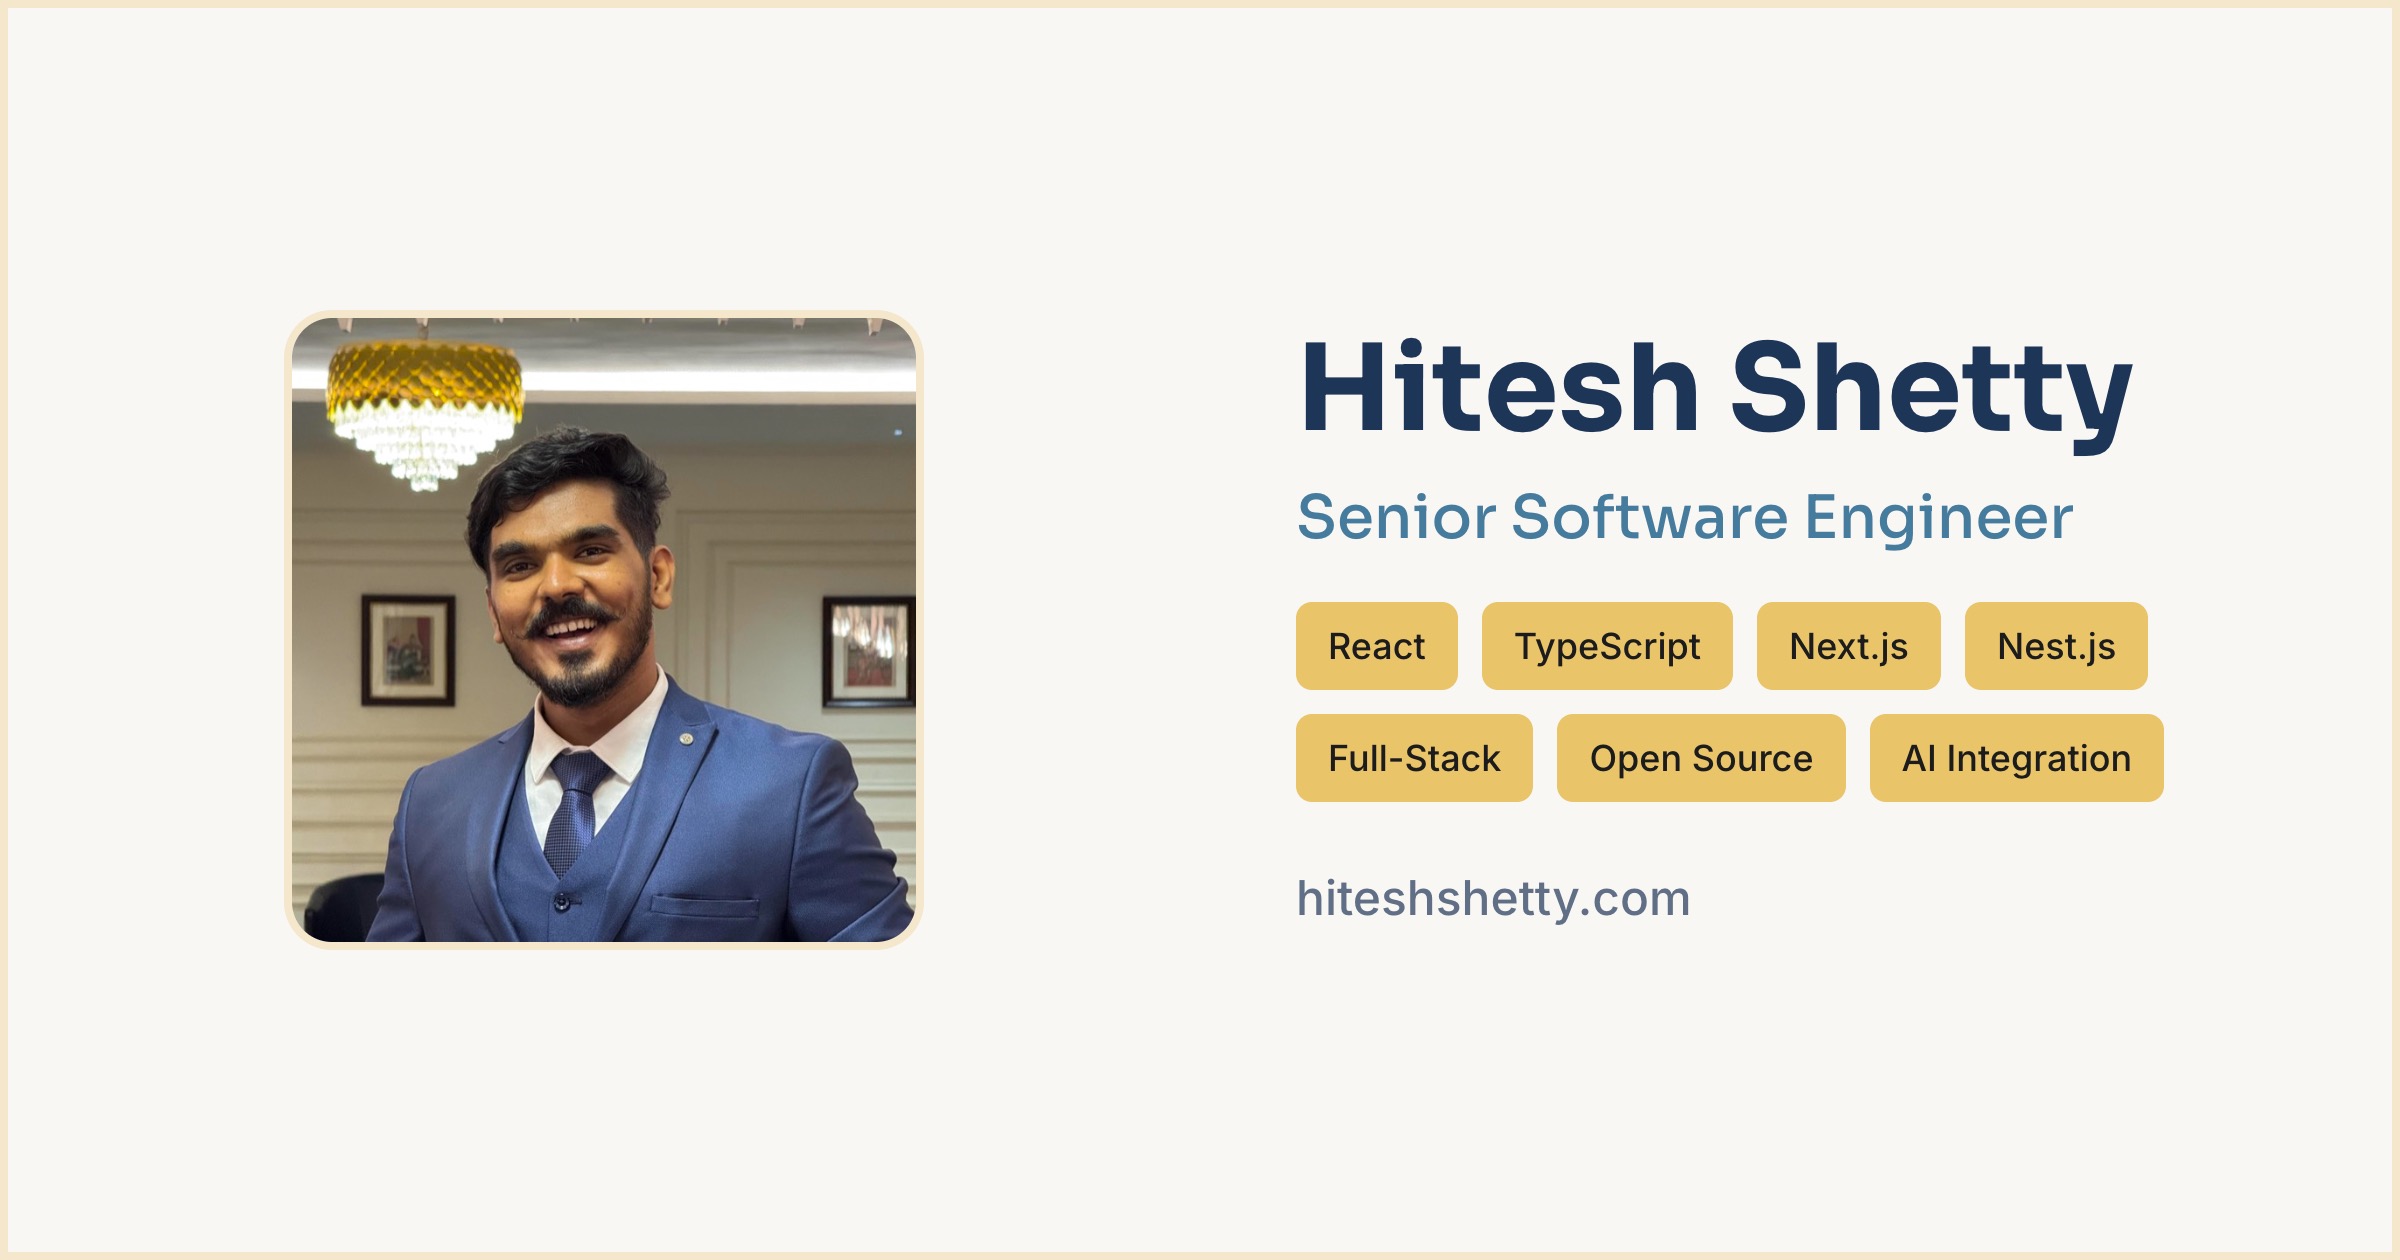 Hitesh Shetty
Senior Software Engineer
React TypeScript Next.js Nest.js
Full-Stack Open Source AI Integration
hiteshshetty.com